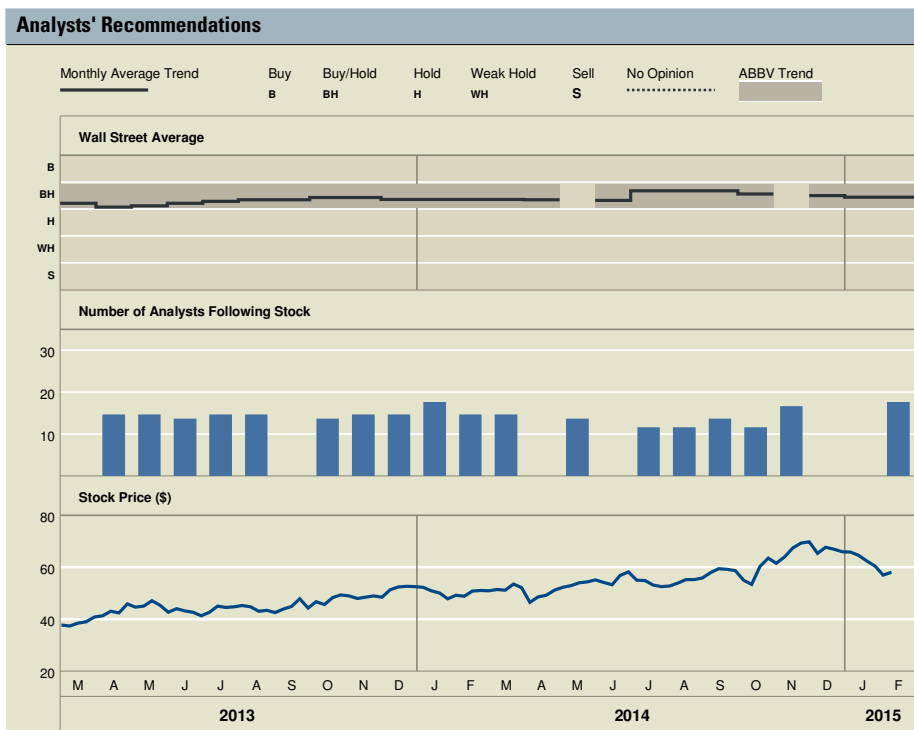 Analysts' Recommendations
Monthly Average Trend Buy Buy/Hold Hold Weak Hold Sell No Opinion ABBV Trend
B BH H WH S
Wall Street Average
B
BH
H
WH
S
Number of Analysts Following Stock
30
20
10
Stock Price ($)
80
60
40
20
M A M J J A S O N D J F M A M J J A S O N D J F
2013 2014 2015